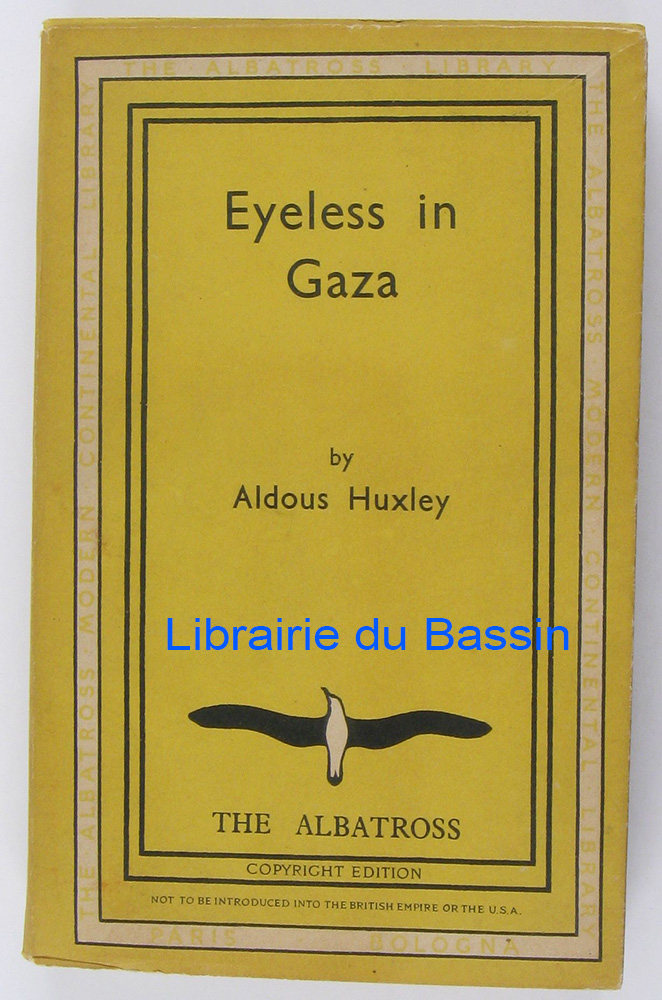 THE ALBATROSS LIBRARY
Eyeless in
Gaza
by
Aldous Huxley
Librairie du Bassin
THE ALBATROSS
COPYRIGHT EDITION
NOT TO BE INTRODUCED INTO THE BRITISH EMPIRE OR THE U.S.A.
PARIS BOLOGNA
THE ALBATROSS · MODERN CONTINENTAL LIBRARY
THE ALBATROSS · MODERN CONTINENTAL LIBRARY